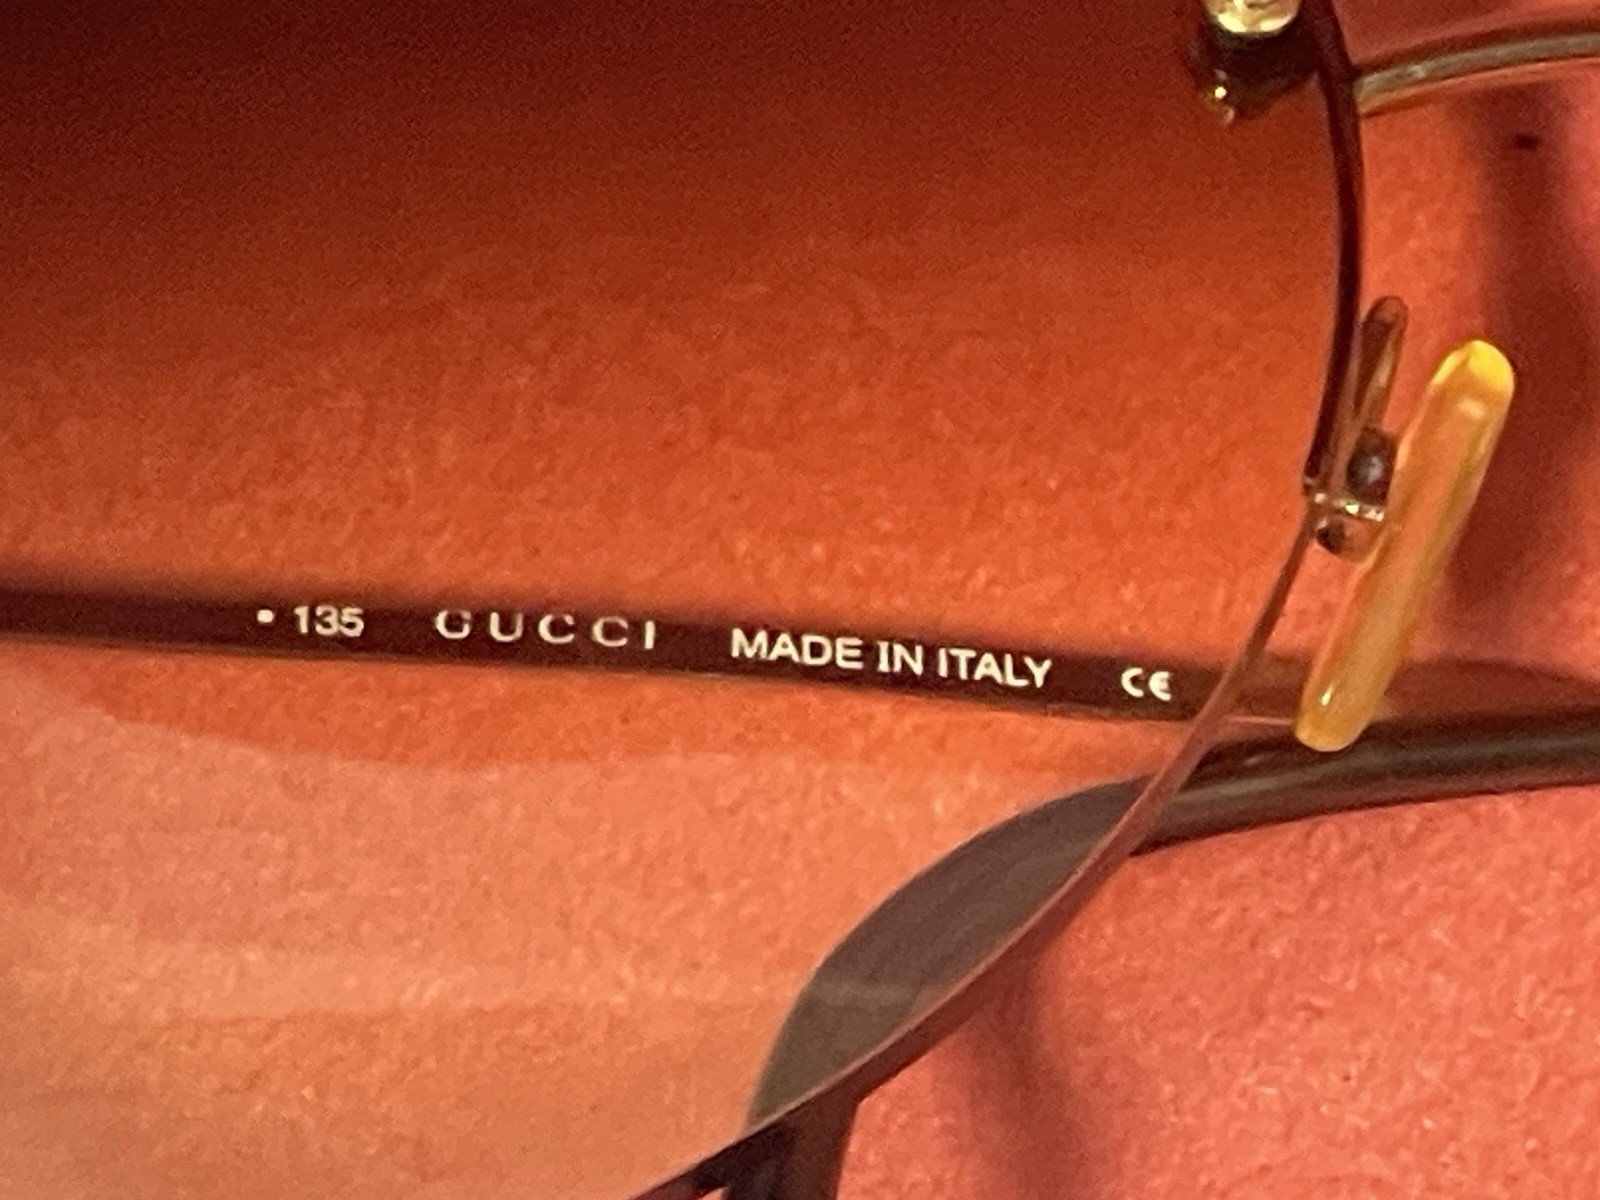 • 135 GUCCI MADE IN ITALY CE